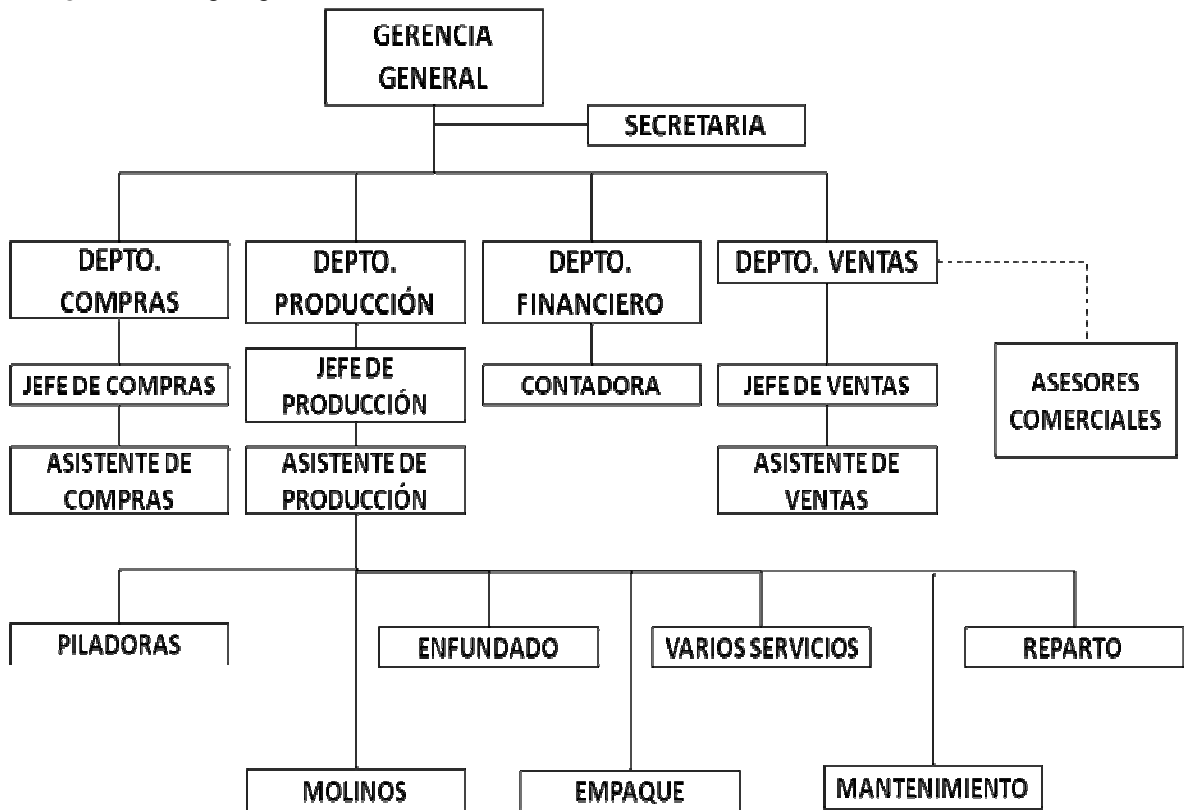 GERENCIA
GENERAL
SECRETARIA
DEPTO.
COMPRAS
DEPTO.
PRODUCCIÓN
DEPTO.
FINANCIERO
DEPTO. VENTAS
JEFE DE COMPRAS
JEFE DE
PRODUCCIÓN
CONTADORA
JEFE DE VENTAS
ASESORES
COMERCIALES
ASISTENTE DE
COMPRAS
ASISTENTE DE
PRODUCCIÓN
ASISTENTE DE
VENTAS
PILADORAS
ENFUNDADO
VARIOS SERVICIOS
REPARTO
MOLINOS
EMPAQUE
MANTENIMIENTO